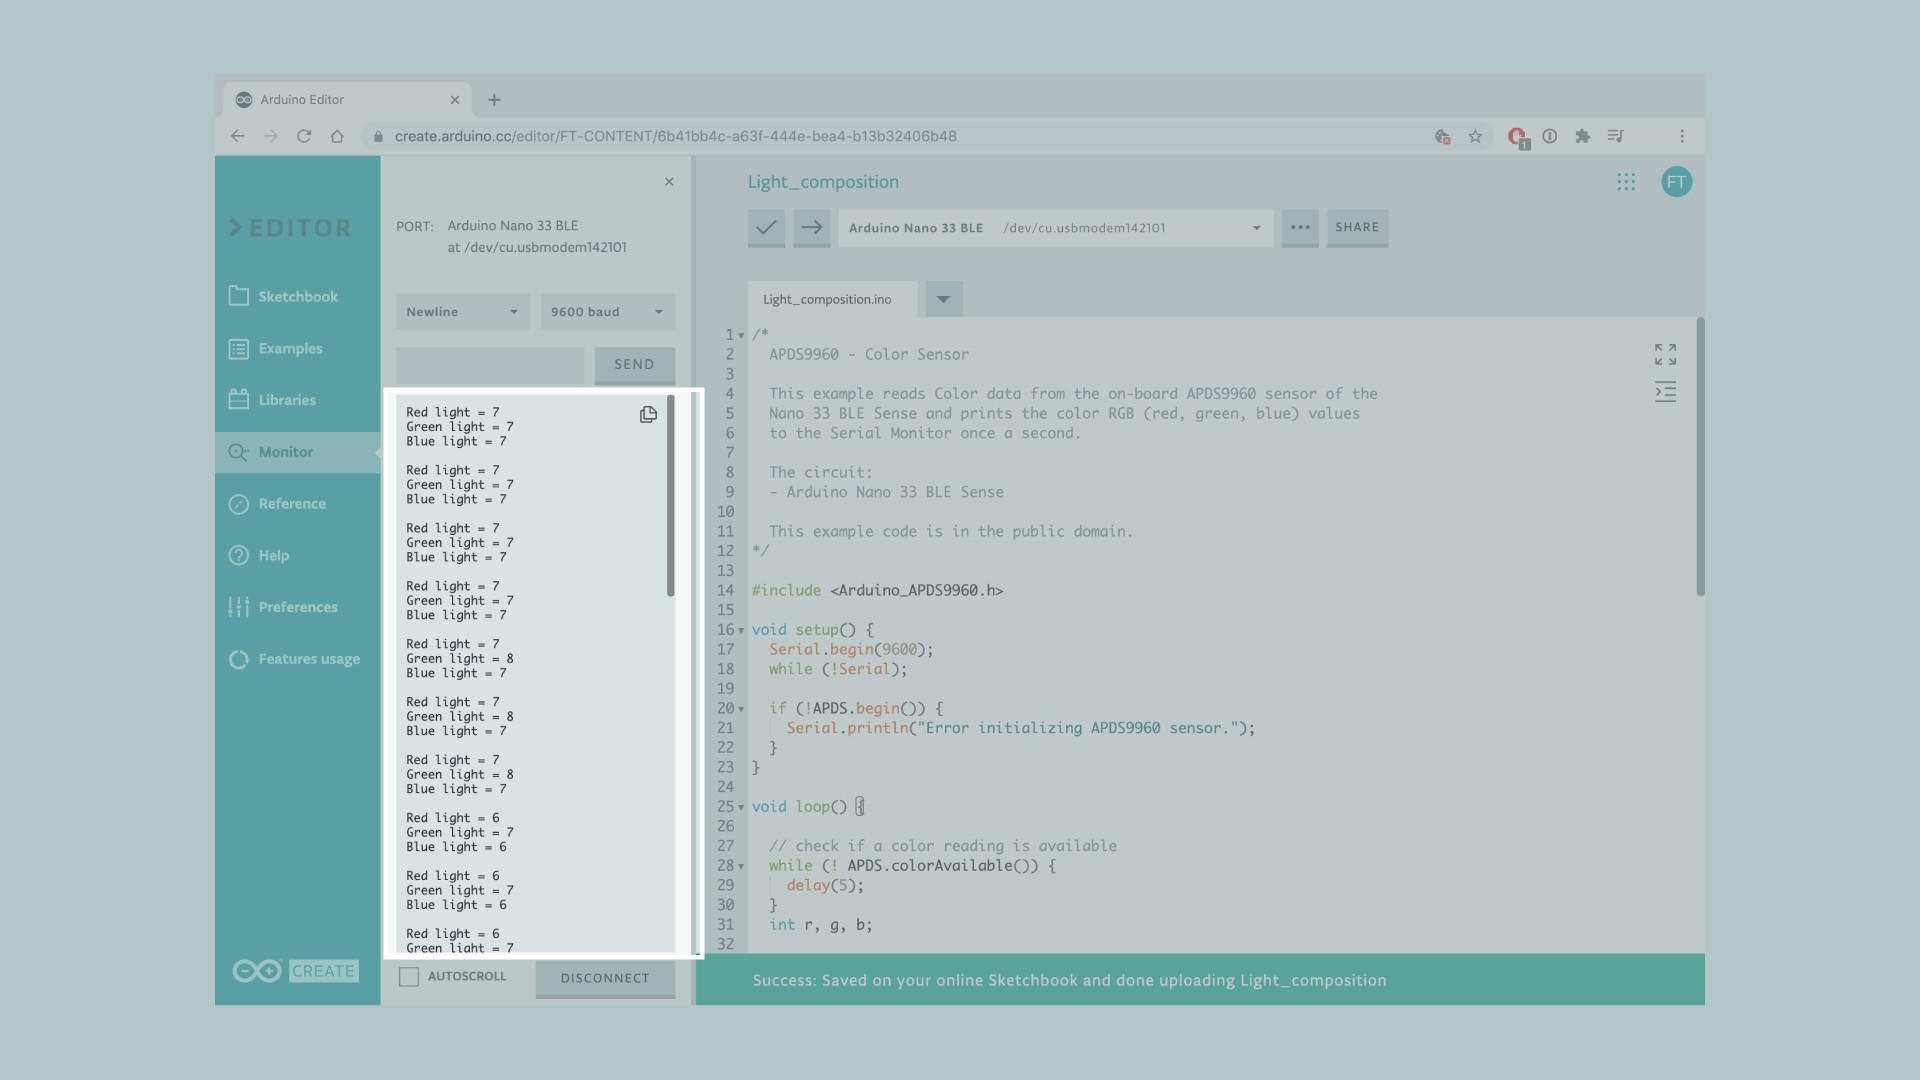 Arduino Editor
create.arduino.cc/editor/FT-CONTENT/6b41bb4c-a63f-444e-bea4-b13b32406b48
1
EDITOR
Sketchbook
Examples
Libraries
Monitor
Reference
Help
Preferences
Features usage
CREATE
PORT: Arduino Nano 33 BLE
at /dev/cu.usbmodem142101
Newline 9600 baud
SEND
Red light = 7
Green light = 7
Blue light = 7
Red light = 7
Green light = 7
Blue light = 7
Red light = 7
Green light = 7
Blue light = 7
Red light = 7
Green light = 7
Blue light = 7
Red light = 7
Green light = 8
Blue light = 7
Red light = 7
Green light = 8
Blue light = 7
Red light = 7
Green light = 8
Blue light = 7
Red light = 6
Green light = 7
Blue light = 6
Red light = 6
Green light = 7
Blue light = 6
Red light = 6
Green light = 7
AUTOSCROLL DISCONNECT
Light_composition
FT
Arduino Nano 33 BLE /dev/cu.usbmodem142101 SHARE
Light_composition.ino
1 /*
2 APDS9960 - Color Sensor
3
4 This example reads Color data from the on-board APDS9960 sensor of the
5 Nano 33 BLE Sense and prints the color RGB (red, green, blue) values
6 to the Serial Monitor once a second.
7
8 The circuit:
9 - Arduino Nano 33 BLE Sense
10
11 This example code is in the public domain.
12 */
13
14 #include <Arduino_APDS9960.h>
15
16 void setup() {
17 Serial.begin(9600);
18 while (!Serial);
19
20 if (!APDS.begin()) {
21 Serial.println("Error initializing APDS9960 sensor.");
22 }
23 }
24
25 void loop() {
26
27 // check if a color reading is available
28 while (! APDS.colorAvailable()) {
29 delay(5);
30 }
31 int r, g, b;
32
Success: Saved on your online Sketchbook and done uploading Light_composition